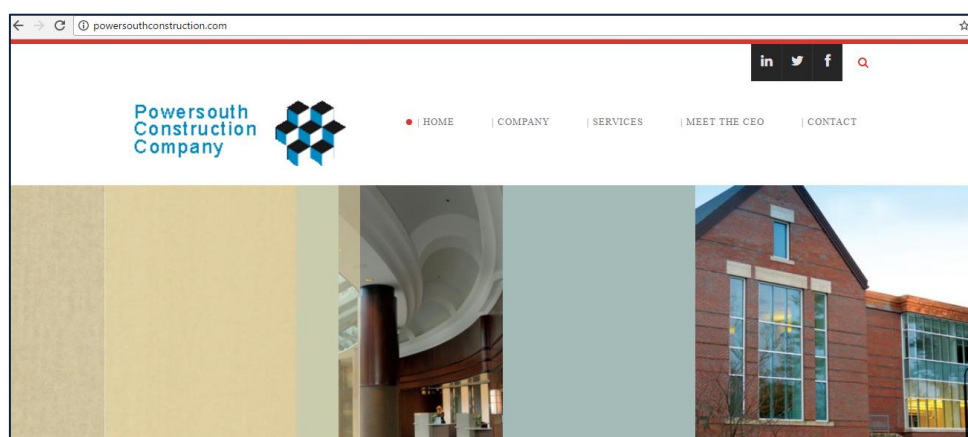 powersouthconstruction.com
in f
Powersouth
Construction
Company
| HOME | COMPANY | SERVICES | MEET THE CEO | CONTACT